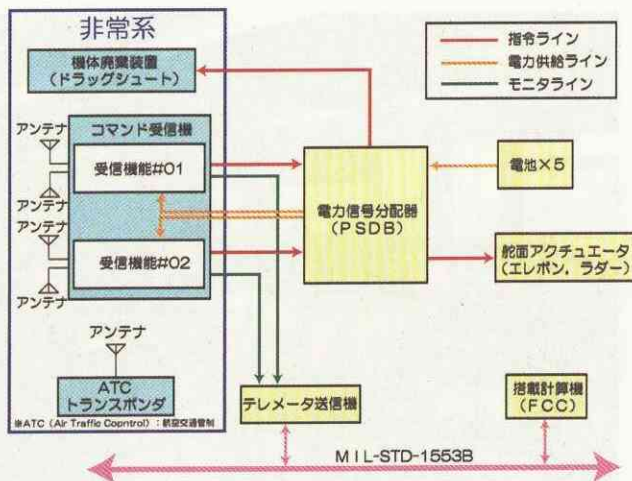 非常系
機体廃棄装置
(ドラッグシュート)
指令ライン
電力供給ライン
モニタライン
アンテナ
コマンド受信機
受信機能#01
アンテナ
アンテナ
受信機能#02
アンテナ
電力信号分配器
(PSDB)
電池×5
舵面アクチュエータ
(エレボン,ラダー)
アンテナ
ATC
トランスポンダ
※ATC(Air Traffic Copntrol):航空交通管制
テレメータ送信機
搭載計算機
(FCC)
MIL-STD-1553B